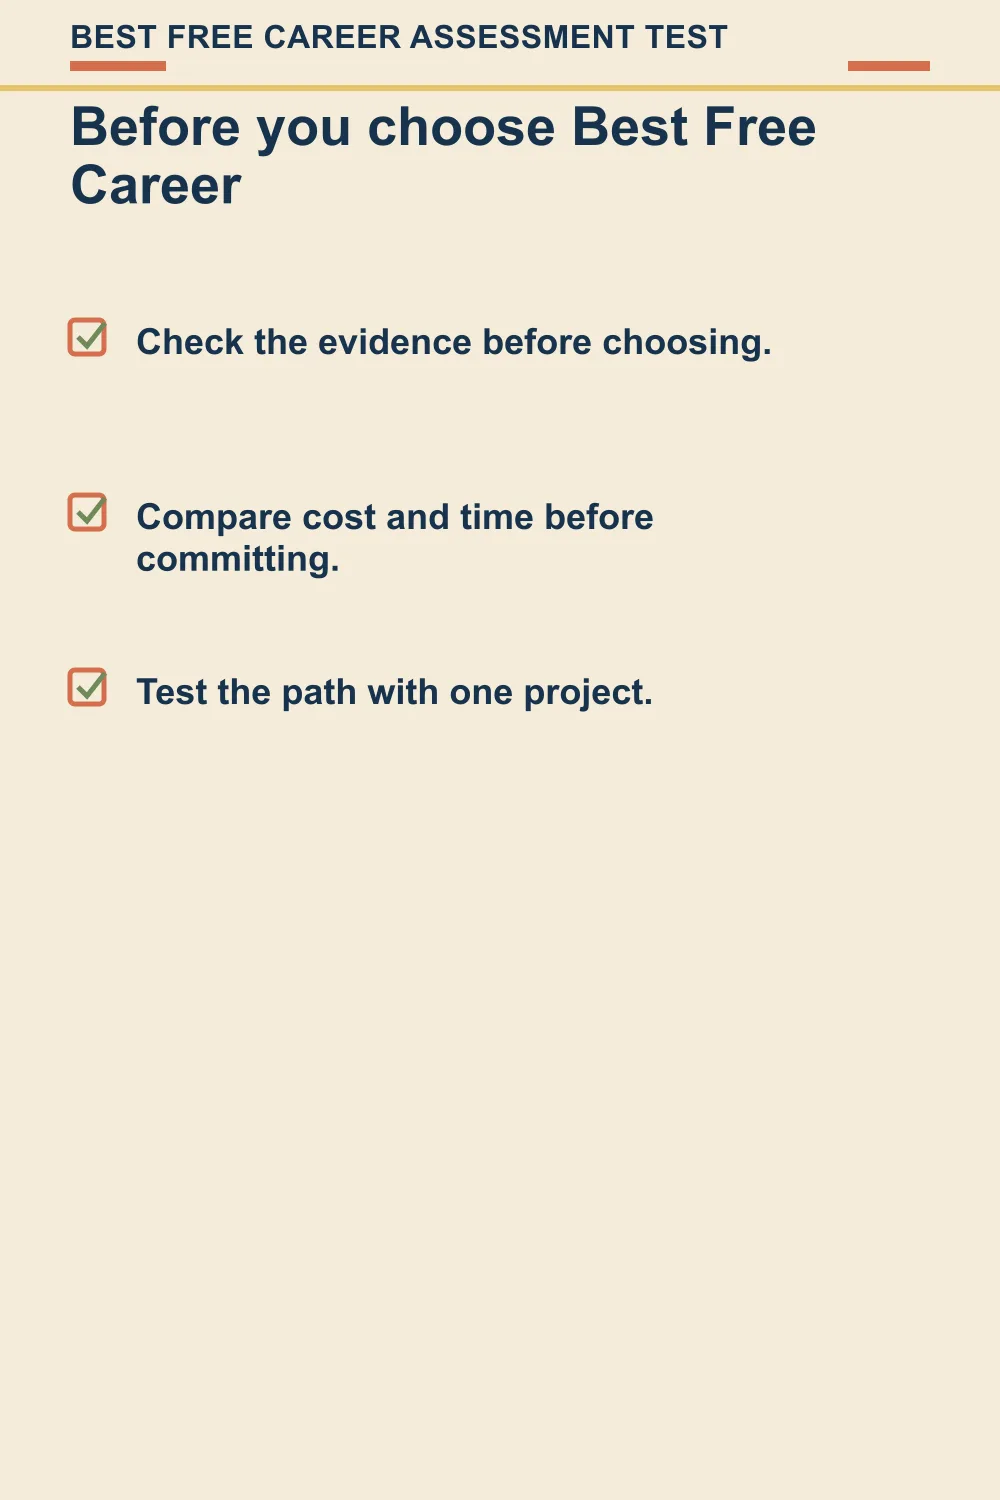 BEST FREE CAREER ASSESSMENT TEST
Before you choose Best Free
Career
Check the evidence before choosing.
Compare cost and time before
committing.
Test the path with one project.